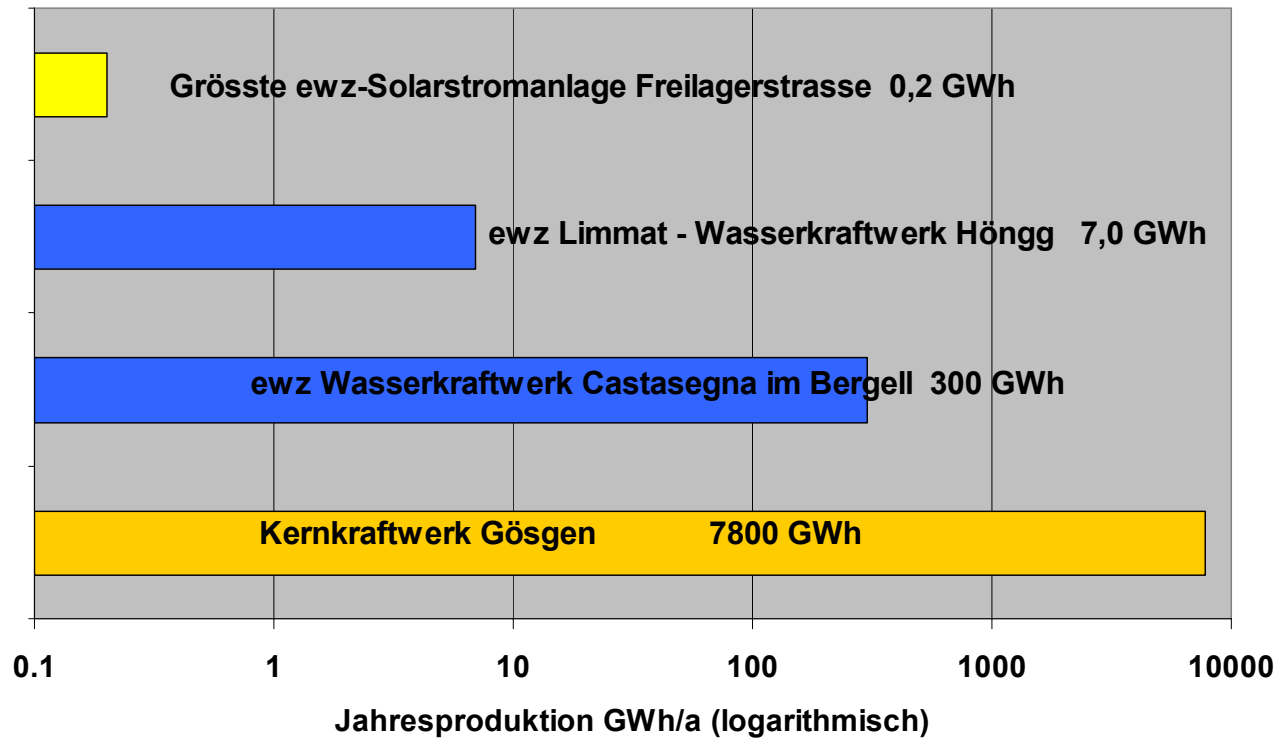 Grösste ewz-Solarstromanlage Freilagerstrasse 0,2 GWh
ewz Limmat - Wasserkraftwerk Höngg 7,0 GWh
ewz Wasserkraftwerk Castasegna im Bergell 300 GWh
Kernkraftwerk Gösgen 7800 GWh
0.1 1 10 100 1000 10000
Jahresproduktion GWh/a (logarithmisch)